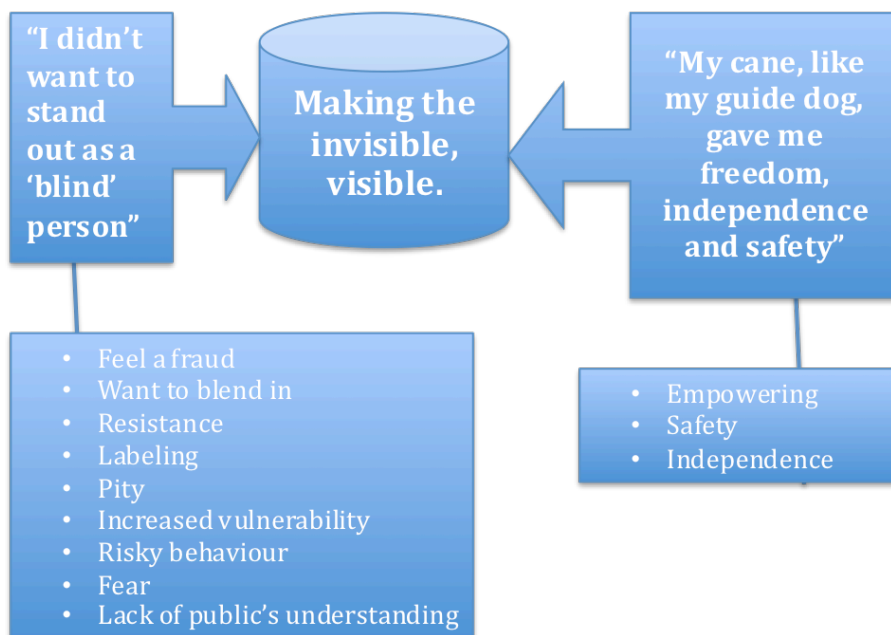 “I didn’t
want to
stand
out as a
‘blind’
person”
Making the
invisible,
visible.
“My cane, like
my guide dog,
gave me
freedom,
independence
and safety”
• Feel a fraud
• Want to blend in
• Resistance
• Labeling
• Pity
• Increased vulnerability
• Risky behaviour
• Fear
• Lack of public’s understanding
• Empowering
• Safety
• Independence